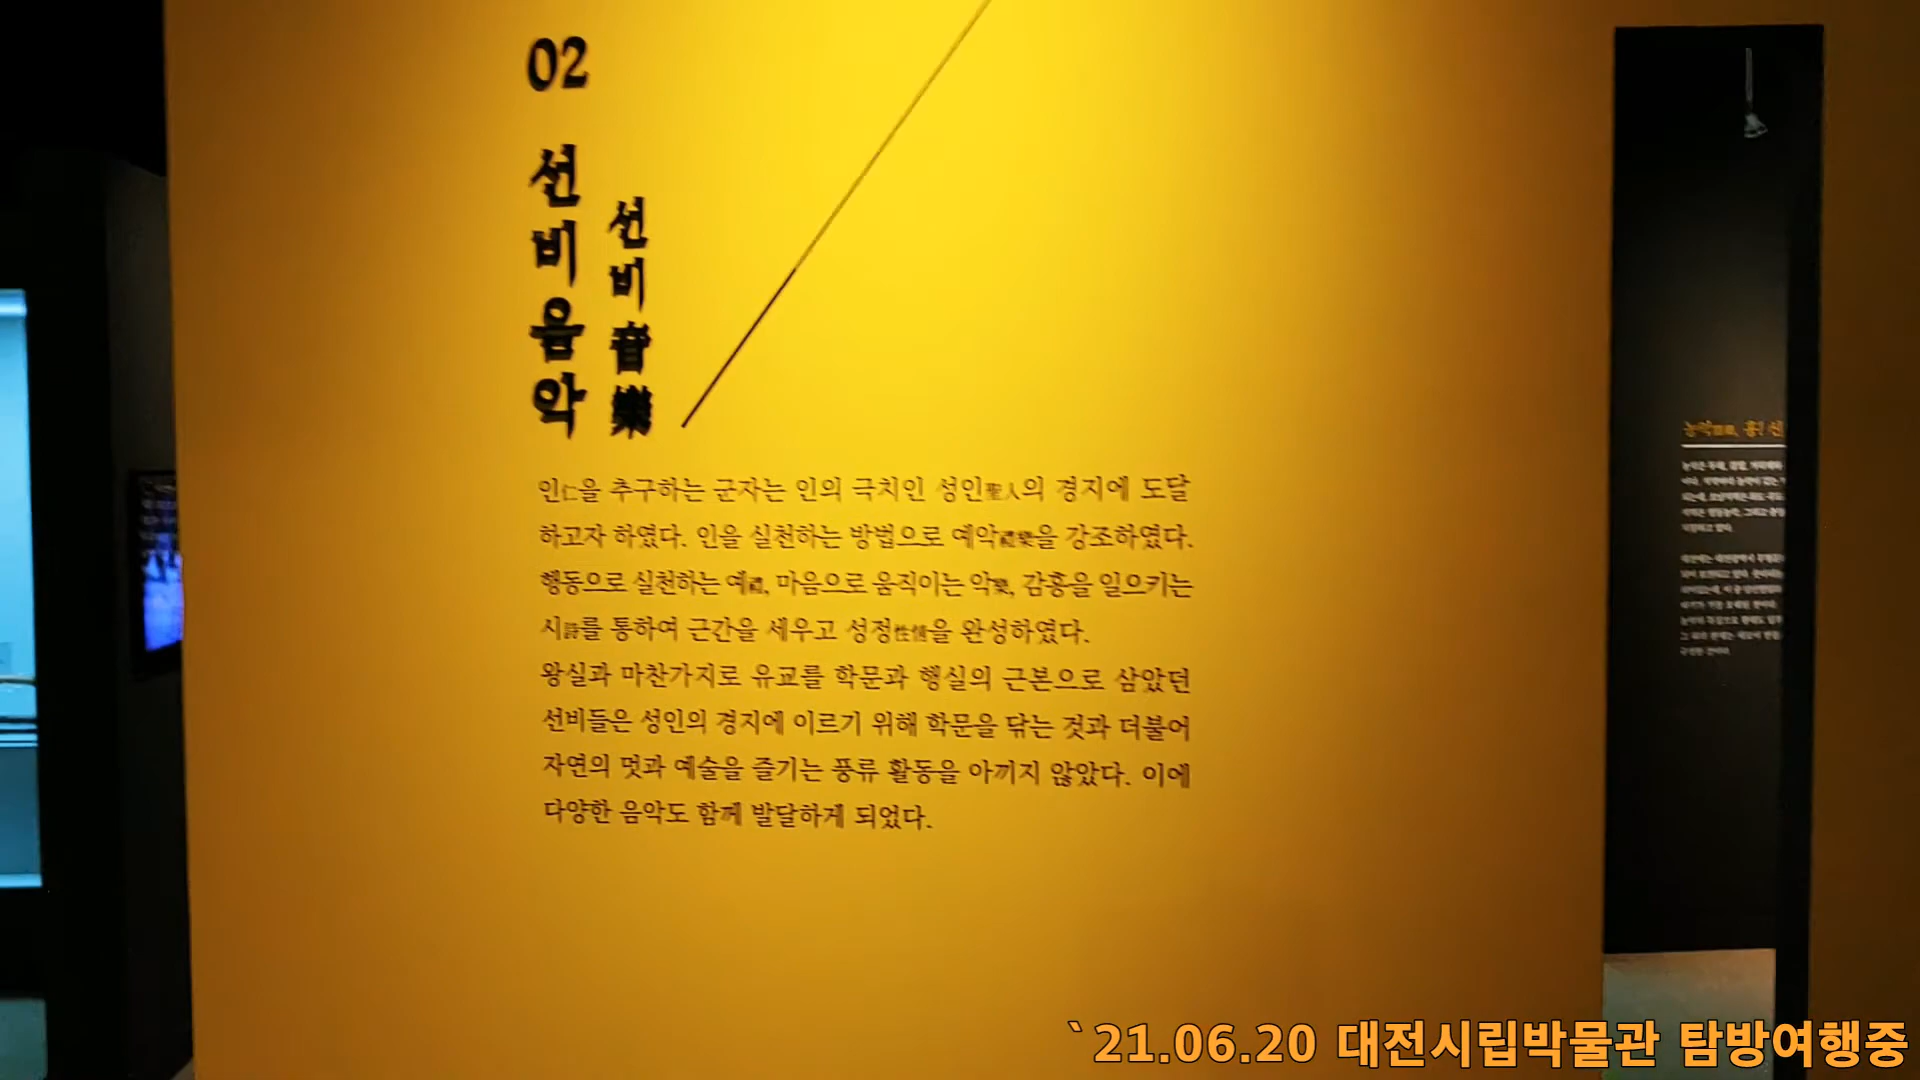 02
선비음악
선비音樂
인仁을 추구하는 군자는 인의 극치인 성인聖人의 경지에 도달
하고자 하였다. 인을 실천하는 방법으로 예악禮樂을 강조하였다.
행동으로 실천하는 예禮, 마음으로 움직이는 악樂, 감흥을 일으키는
시詩를 통하여 근간을 세우고 성정性情을 완성하였다.
왕실과 마찬가지로 유교를 학문과 행실의 근본으로 삼았던
선비들은 성인의 경지에 이르기 위해 학문을 닦는 것과 더불어
자연의 멋과 예술을 즐기는 풍류 활동을 아끼지 않았다. 이에
다양한 음악도 함께 발달하게 되었다.
`21.06.20 대전시립박물관 탐방여행중